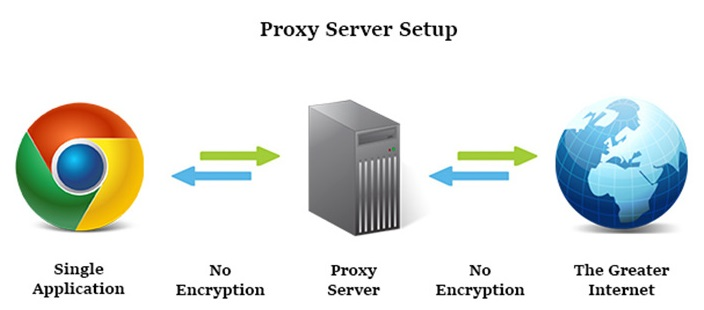 Proxy Server Setup
Single
Application
No
Encryption
Proxy
Server
No
Encryption
The Greater
Internet